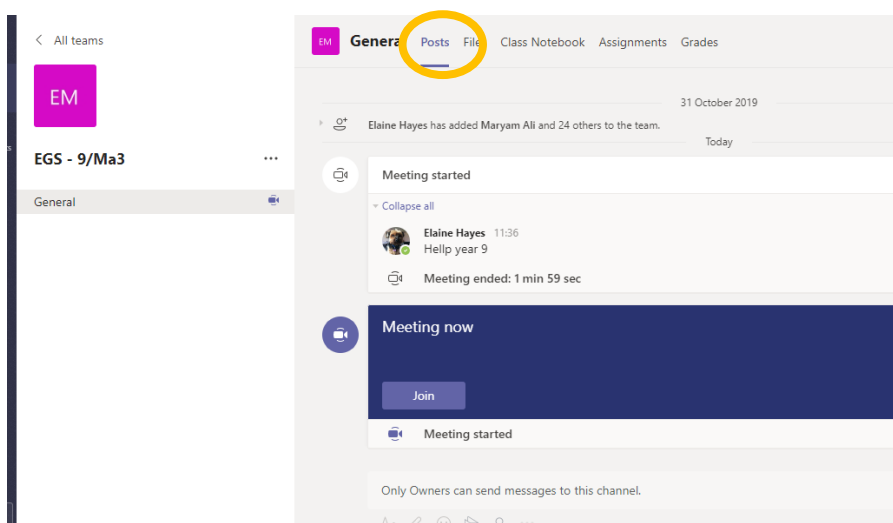 All teams
EM
EGS - 9/Ma3
...
General
EM General Posts Files Class Notebook Assignments Grades
31 October 2019
Elaine Hayes has added Maryam Ali and 24 others to the team.
Today
Meeting started
Collapse all
Elaine Hayes 11:36
Hellp year 9
Meeting ended: 1 min 59 sec
Meeting now
Join
Meeting started
Only Owners can send messages to this channel.